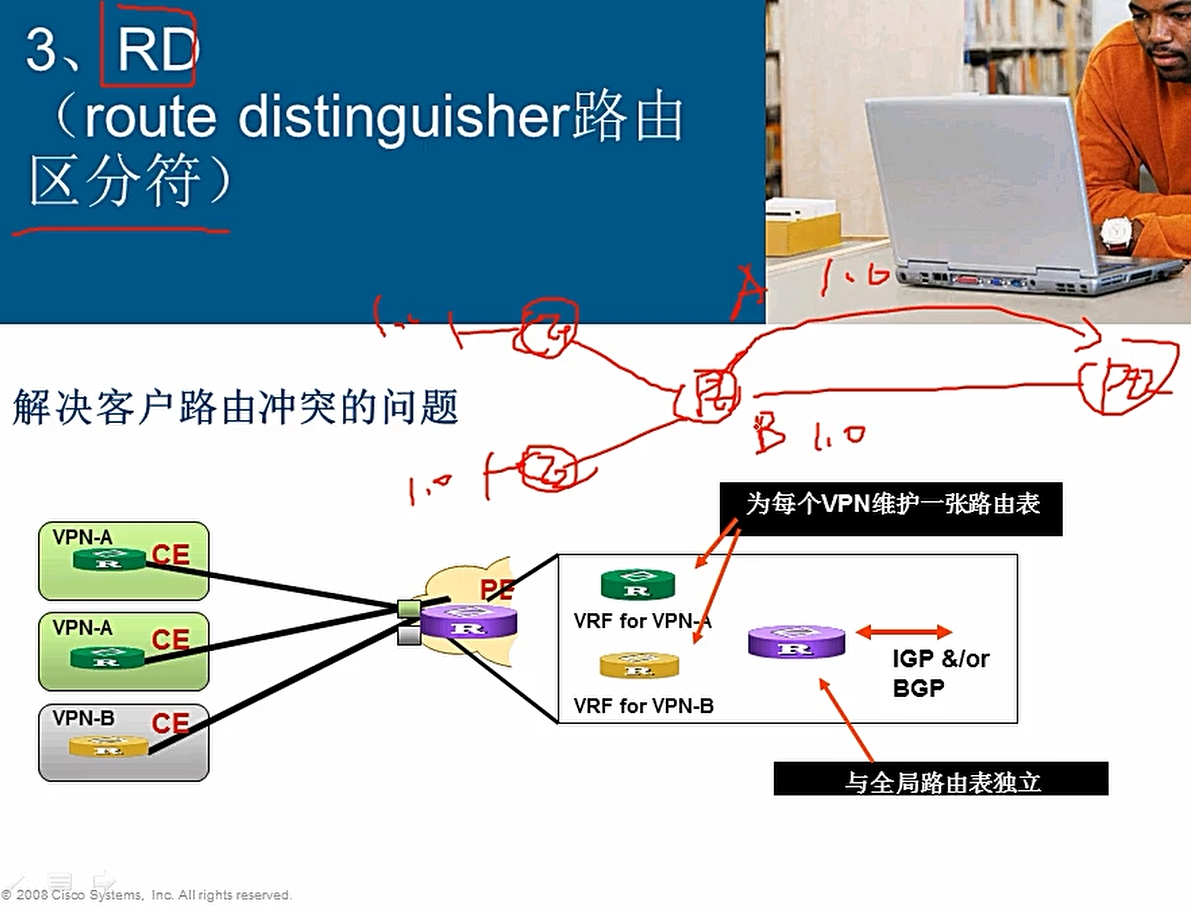 3、RD
（route distinguisher路由
区分符）
A 1.0
1.0
B 1.0
解决客户路由冲突的问题
为每个VPN维护一张路由表
VPN-A
CE
R
VPN-A
CE
R
VPN-B
CE
R
PE
R
R
VRF for VPN-A
R
VRF for VPN-B
R
IGP &/or
BGP
与全局路由表独立
© 2008 Cisco Systems, Inc. All rights reserved.